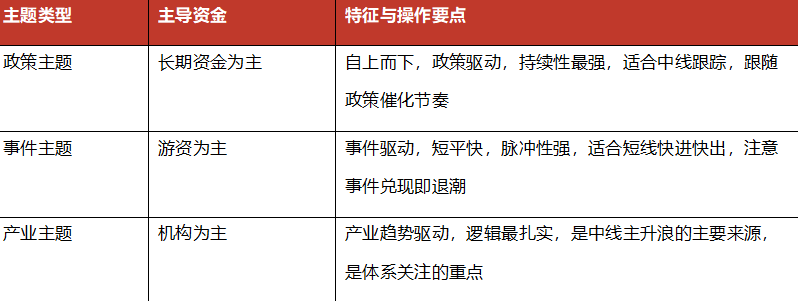 主题类型 主导资金 特征与操作要点
政策主题 长期资金为主 自上而下，政策驱动，持续性最强，适合中线跟踪，跟随
政策催化节奏
事件主题 游资为主 事件驱动，短平快，脉冲性强，适合短线快进快出，注意
事件兑现即退潮
产业主题 机构为主 产业趋势驱动，逻辑最扎实，是中线主升浪的主要来源，
是体系关注的重点